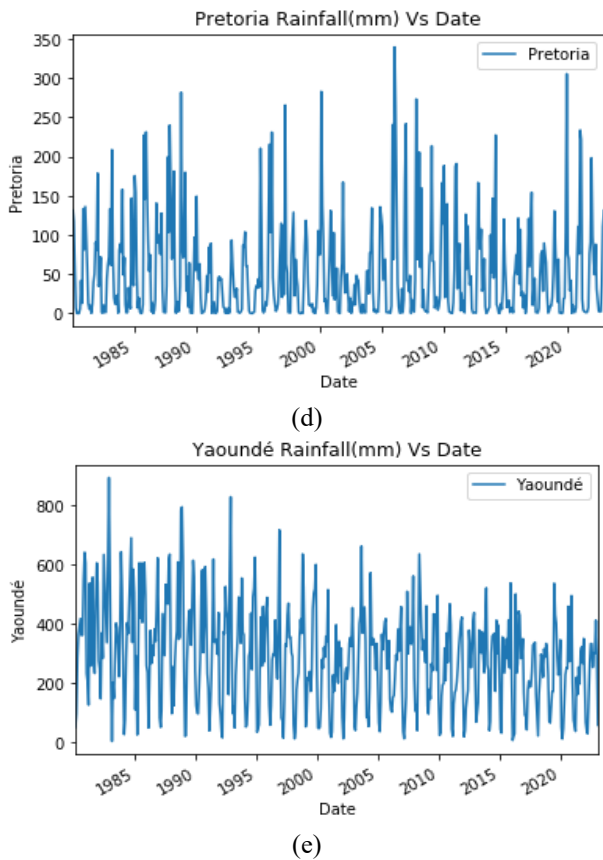 Pretoria Rainfall(mm) Vs Date
350
300
250
200
150
100
50
0
Pretoria
Pretoria
1985
1990
1995
2000
2005
2010
2015
2020
Date
(d)
Yaoundé Rainfall(mm) Vs Date
800
600
400
200
0
Yaoundé
Yaoundé
1985
1990
1995
2000
2005
2010
2015
2020
Date
(e)